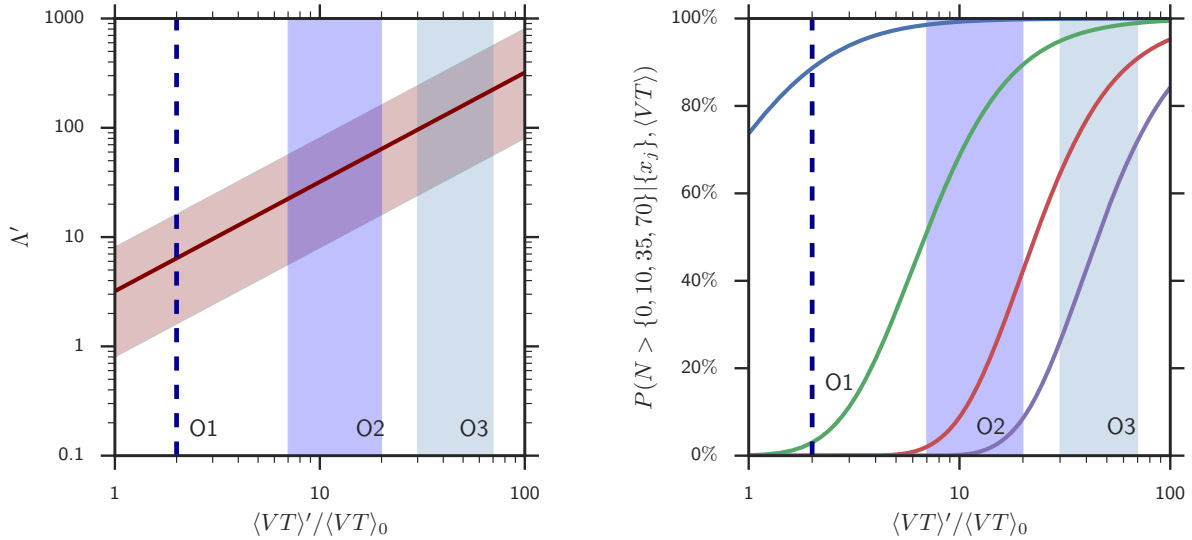 1000
100
10
1
0.1
Λ′
O1
O2
O3
1
10
100
⟨VT⟩′/⟨VT⟩₀
100%
80%
60%
40%
20%
0%
P(N > {0, 10, 35, 70}|{xⱼ}, ⟨VT⟩)
O1
O2
O3
1
10
100
⟨VT⟩′/⟨VT⟩₀